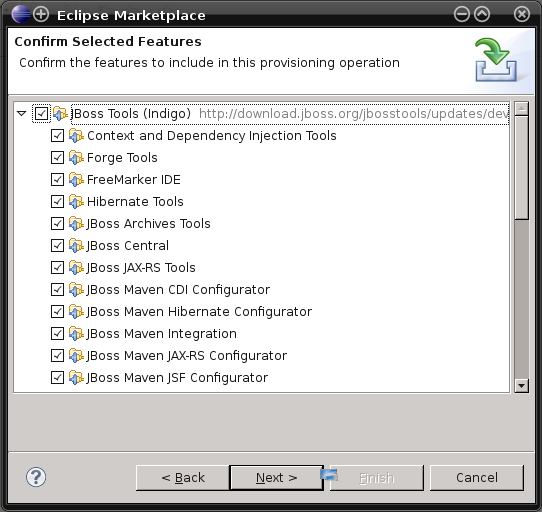 Eclipse Marketplace
Confirm Selected Features
Confirm the features to include in this provisioning operation
JBoss Tools (Indigo) http://download.jboss.org/jbosstools/updates/dev
Context and Dependency Injection Tools
Forge Tools
FreeMarker IDE
Hibernate Tools
JBoss Archives Tools
JBoss Central
JBoss JAX-RS Tools
JBoss Maven CDI Configurator
JBoss Maven Hibernate Configurator
JBoss Maven Integration
JBoss Maven JAX-RS Configurator
JBoss Maven JSF Configurator
? < Back Next > Finish Cancel